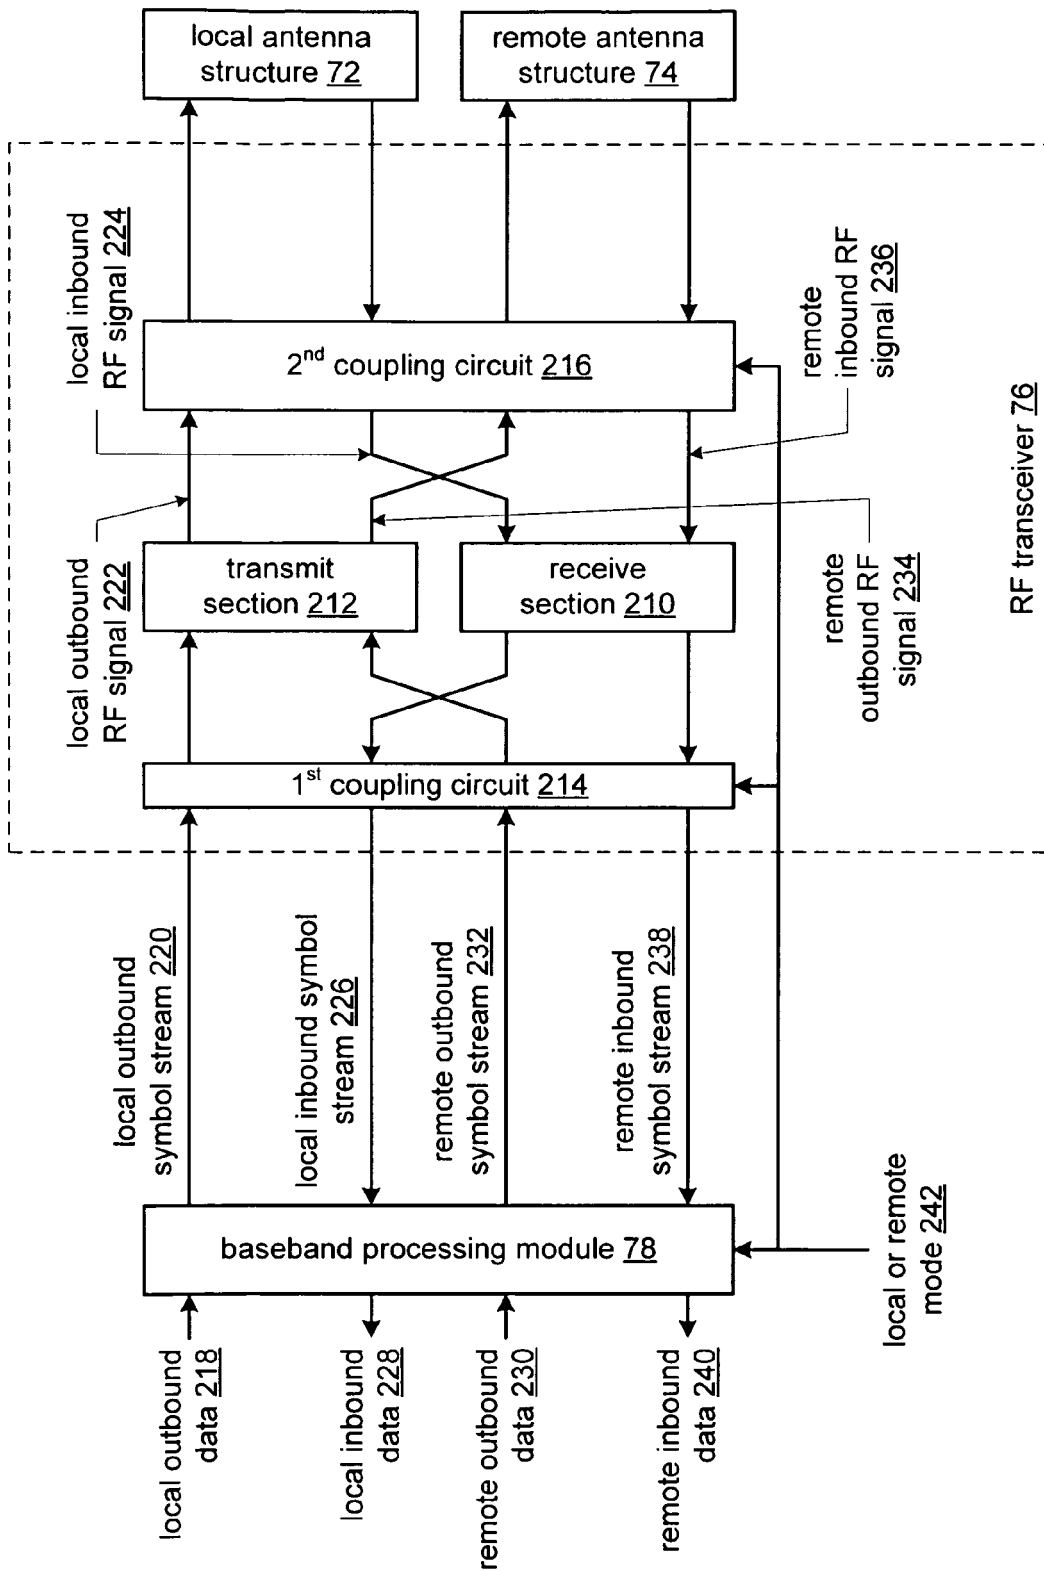 local antenna
structure 72
remote antenna
structure 74
local inbound
RF signal 224
remote
inbound RF
signal 236
2nd coupling circuit 216
local outbound
RF signal 222
transmit
section 212
receive
section 210
remote
outbound RF
signal 234
RF transceiver 76
1st coupling circuit 214
local outbound
symbol stream 220
local inbound symbol
stream 226
remote outbound
symbol stream 232
remote inbound
symbol stream 238
baseband processing module 78
local or remote
mode 242
local outbound
data 218
local inbound
data 228
remote outbound
data 230
remote inbound
data 240